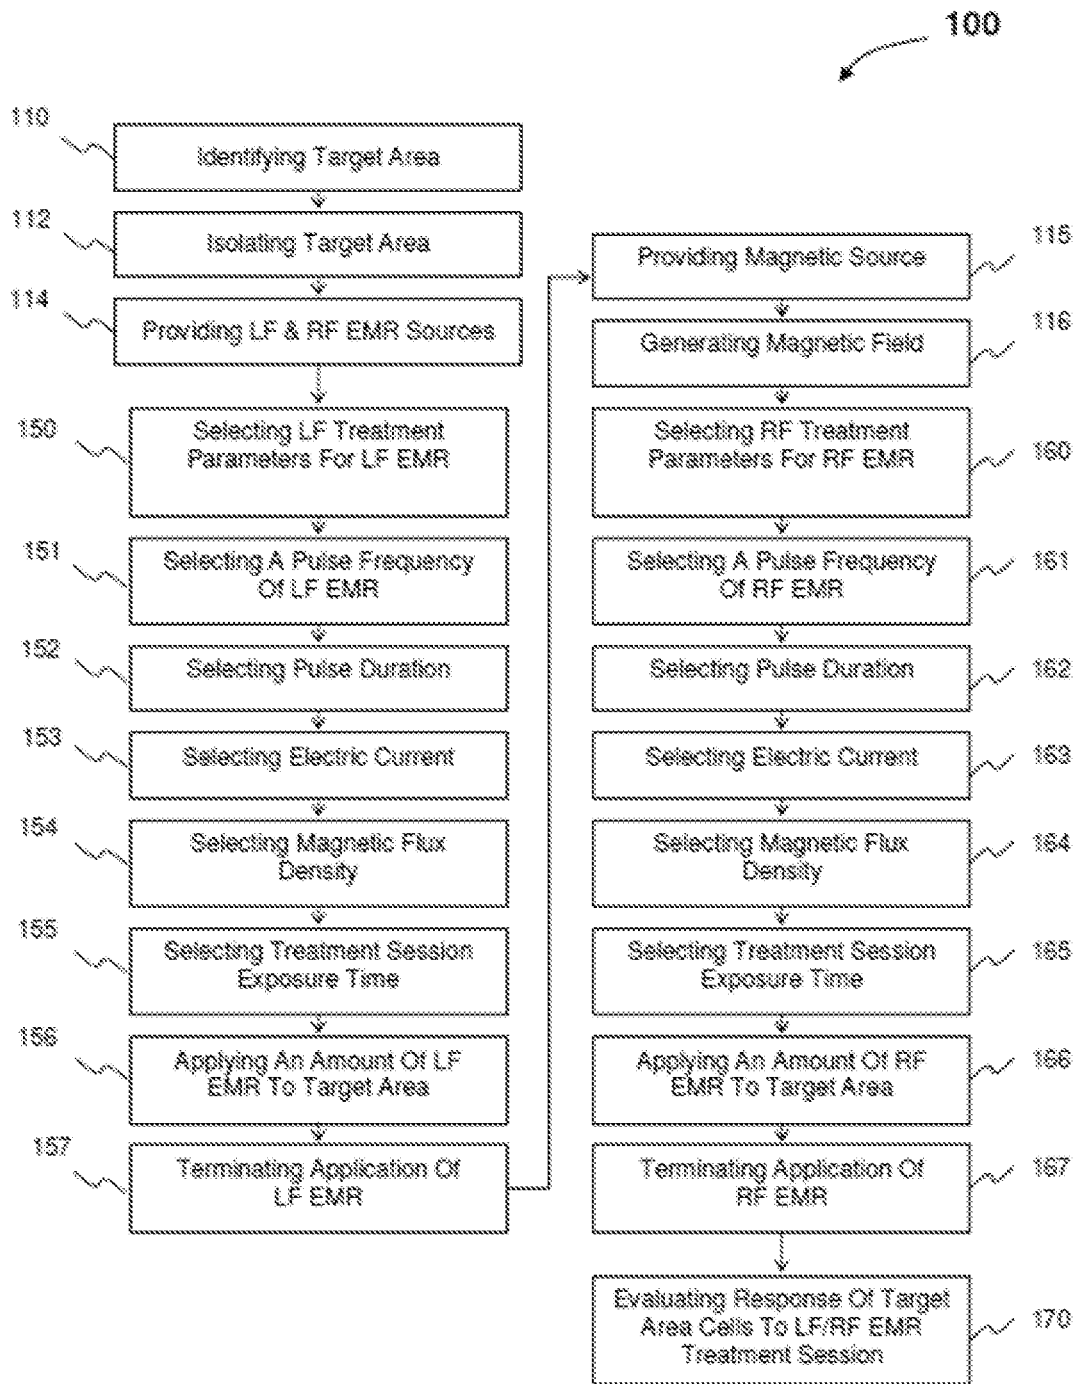 100
110
Identifying Target Area
112
Isolating Target Area
114
Providing LF & RF EMR Sources
150
Selecting LF Treatment
Parameters For LF EMR
151
Selecting A Pulse Frequency
Of LF EMR
152
Selecting Pulse Duration
153
Selecting Electric Current
154
Selecting Magnetic Flux
Density
155
Selecting Treatment Session
Exposure Time
156
Applying An Amount Of LF
EMR To Target Area
157
Terminating Application Of
LF EMR
Providing Magnetic Source
115
Generating Magnetic Field
116
Selecting RF Treatment
Parameters For RF EMR
160
Selecting A Pulse Frequency
Of RF EMR
161
Selecting Pulse Duration
162
Selecting Electric Current
163
Selecting Magnetic Flux
Density
164
Selecting Treatment Session
Exposure Time
165
Applying An Amount Of RF
EMR To Target Area
166
Terminating Application Of
RF EMR
167
Evaluating Response Of Target
Area Cells To LF/RF EMR
Treatment Session
170